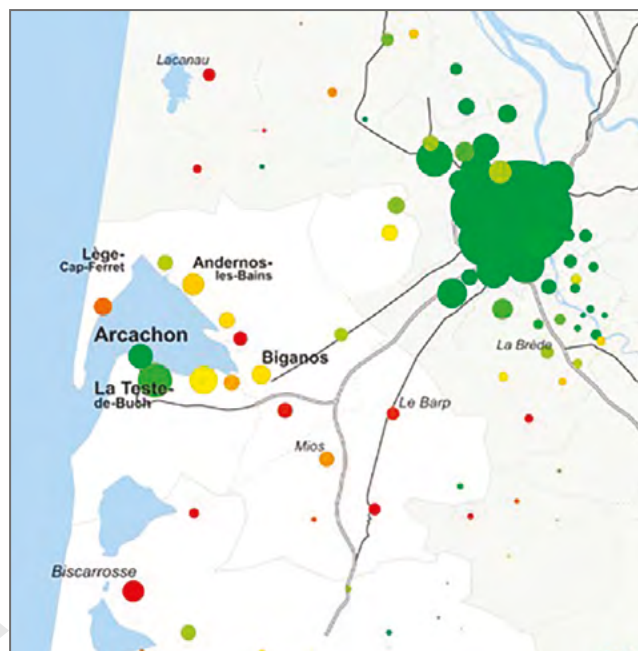 Lacanau
Lège-
Cap-Ferret
Andernos-
les-Bains
Arcachon
Biganos
La Teste-
de-Buch
La Brède
Le Barp
Mios
Biscarrosse